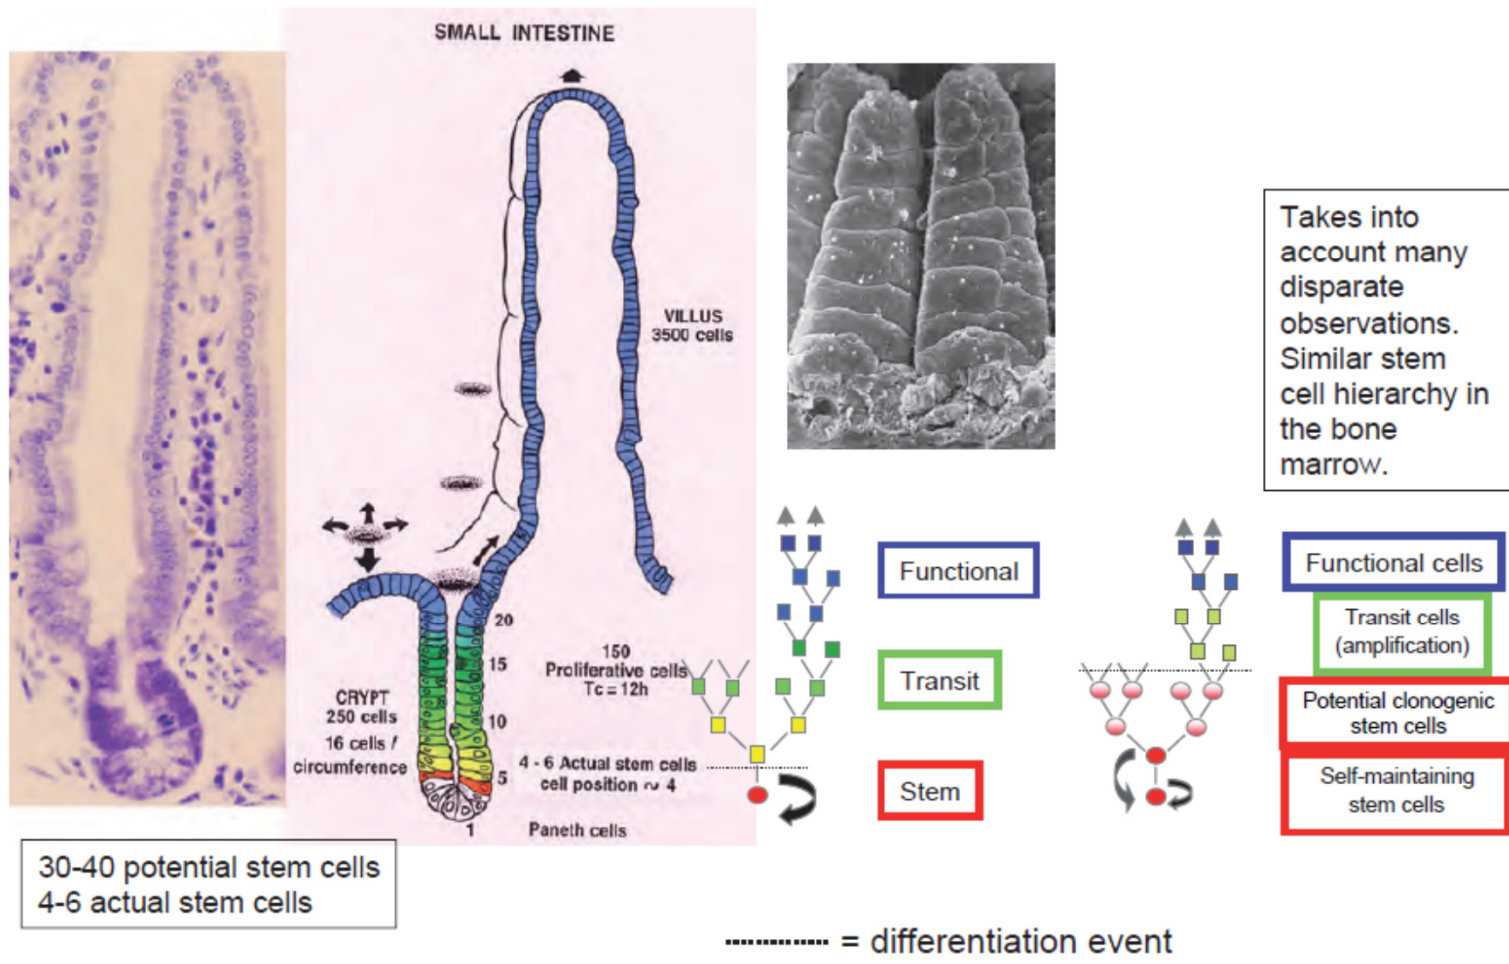 SMALL INTESTINE
VILLUS
3500 cells
20
15
10
5
1
150
Proliferative cells
Tc = 12h
CRYPT
250 cells
16 cells /
circumference
4 - 6 Actual stem cells
cell position ~ 4
Paneth cells
30-40 potential stem cells
4-6 actual stem cells
Functional
Transit
Stem
Takes into
account many
disparate
observations.
Similar stem
cell hierarchy in
the bone
marrow.
Functional cells
Transit cells
(amplification)
Potential clonogenic
stem cells
Self-maintaining
stem cells
= differentiation event